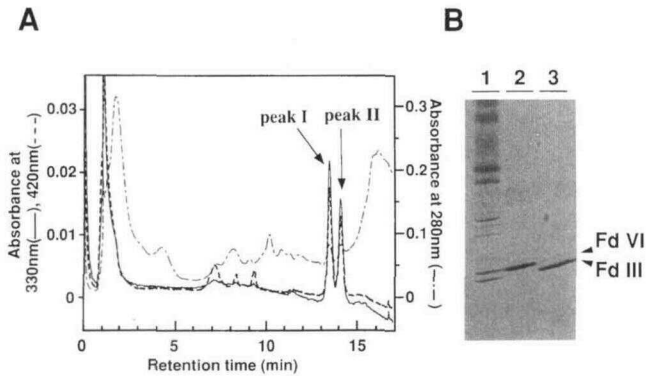 A
B
Absorbance at
330nm(——), 420nm(---)
0.03
0.02
0.01
0
peak I
peak II
0.3
0.2
0.1
0
Absorbance at 280nm (—·—)
0
5
10
15
Retention time (min)
1 2 3
Fd VI
Fd III